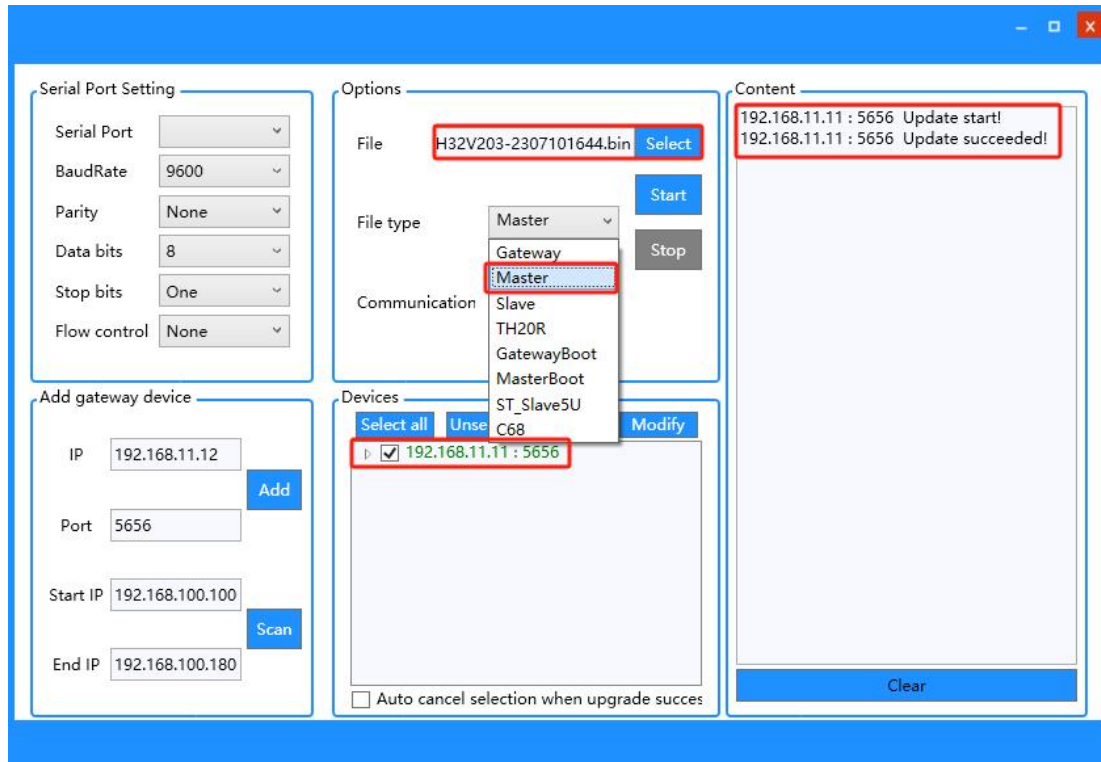 Serial Port Setting
Serial Port
BaudRate 9600
Parity None
Data bits 8
Stop bits One
Flow control None
Add gateway device
IP 192.168.11.12
Add
Port 5656
Start IP 192.168.100.100
Scan
End IP 192.168.100.180
Options
File H32V203-2307101644.bin Select
Start
File type Master
Stop
Gateway
Master
Communication
Slave
TH20R
GatewayBoot
MasterBoot
ST_Slave5U
C68
Devices
Select all Unse Modify
192.168.11.11 : 5656
Auto cancel selection when upgrade succes
Content
192.168.11.11 : 5656 Update start!
192.168.11.11 : 5656 Update succeeded!
Clear